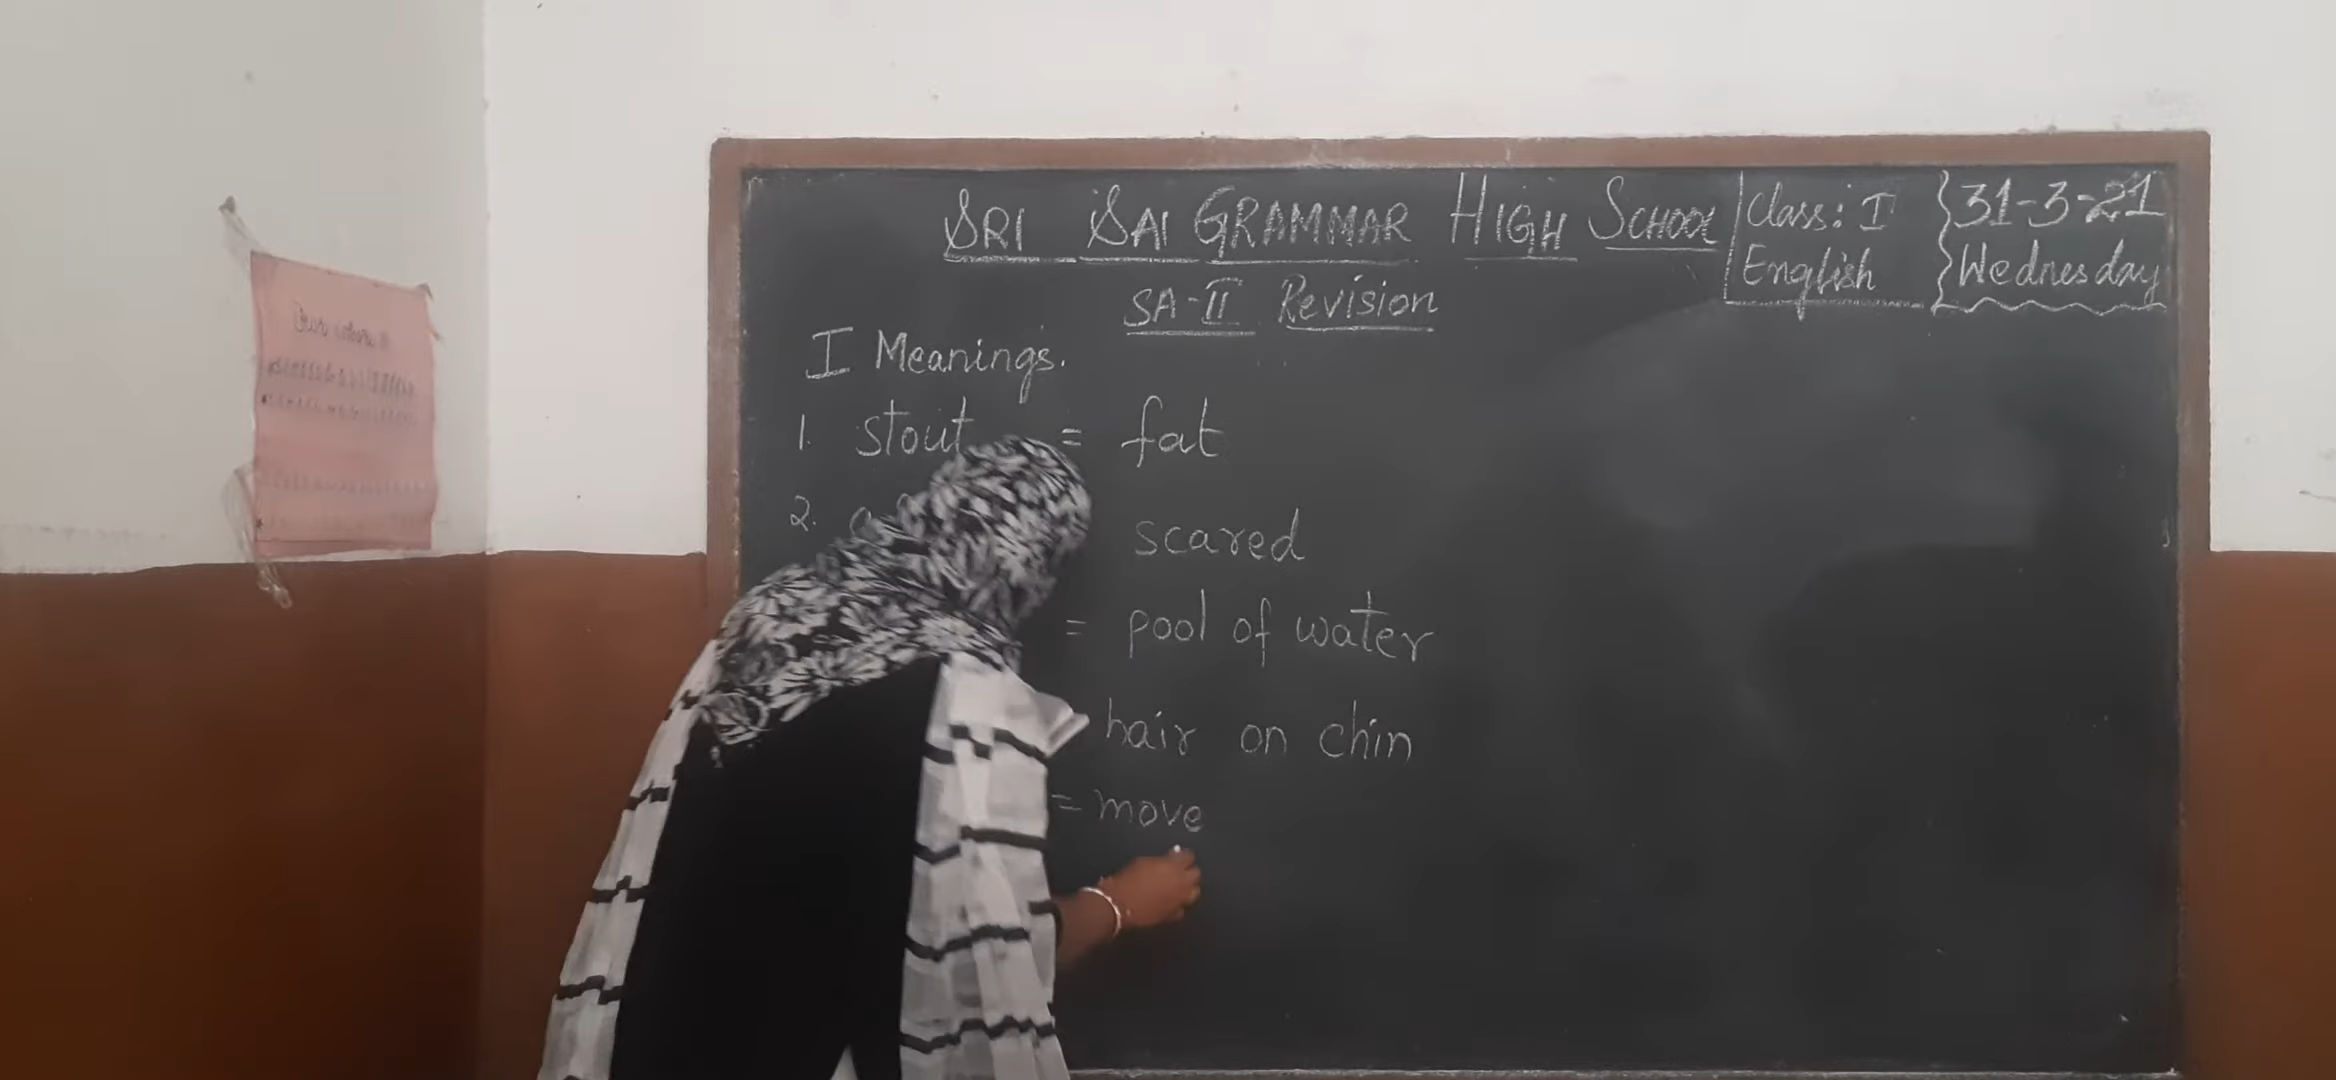 SRI SAI GRAMMAR HIGH SCHOOL
Class: I
English
31-3-21
Wednesday
SA-II Revision
I Meanings.
1. stout = fat
2. scared
= pool of water
hair on chin
= move